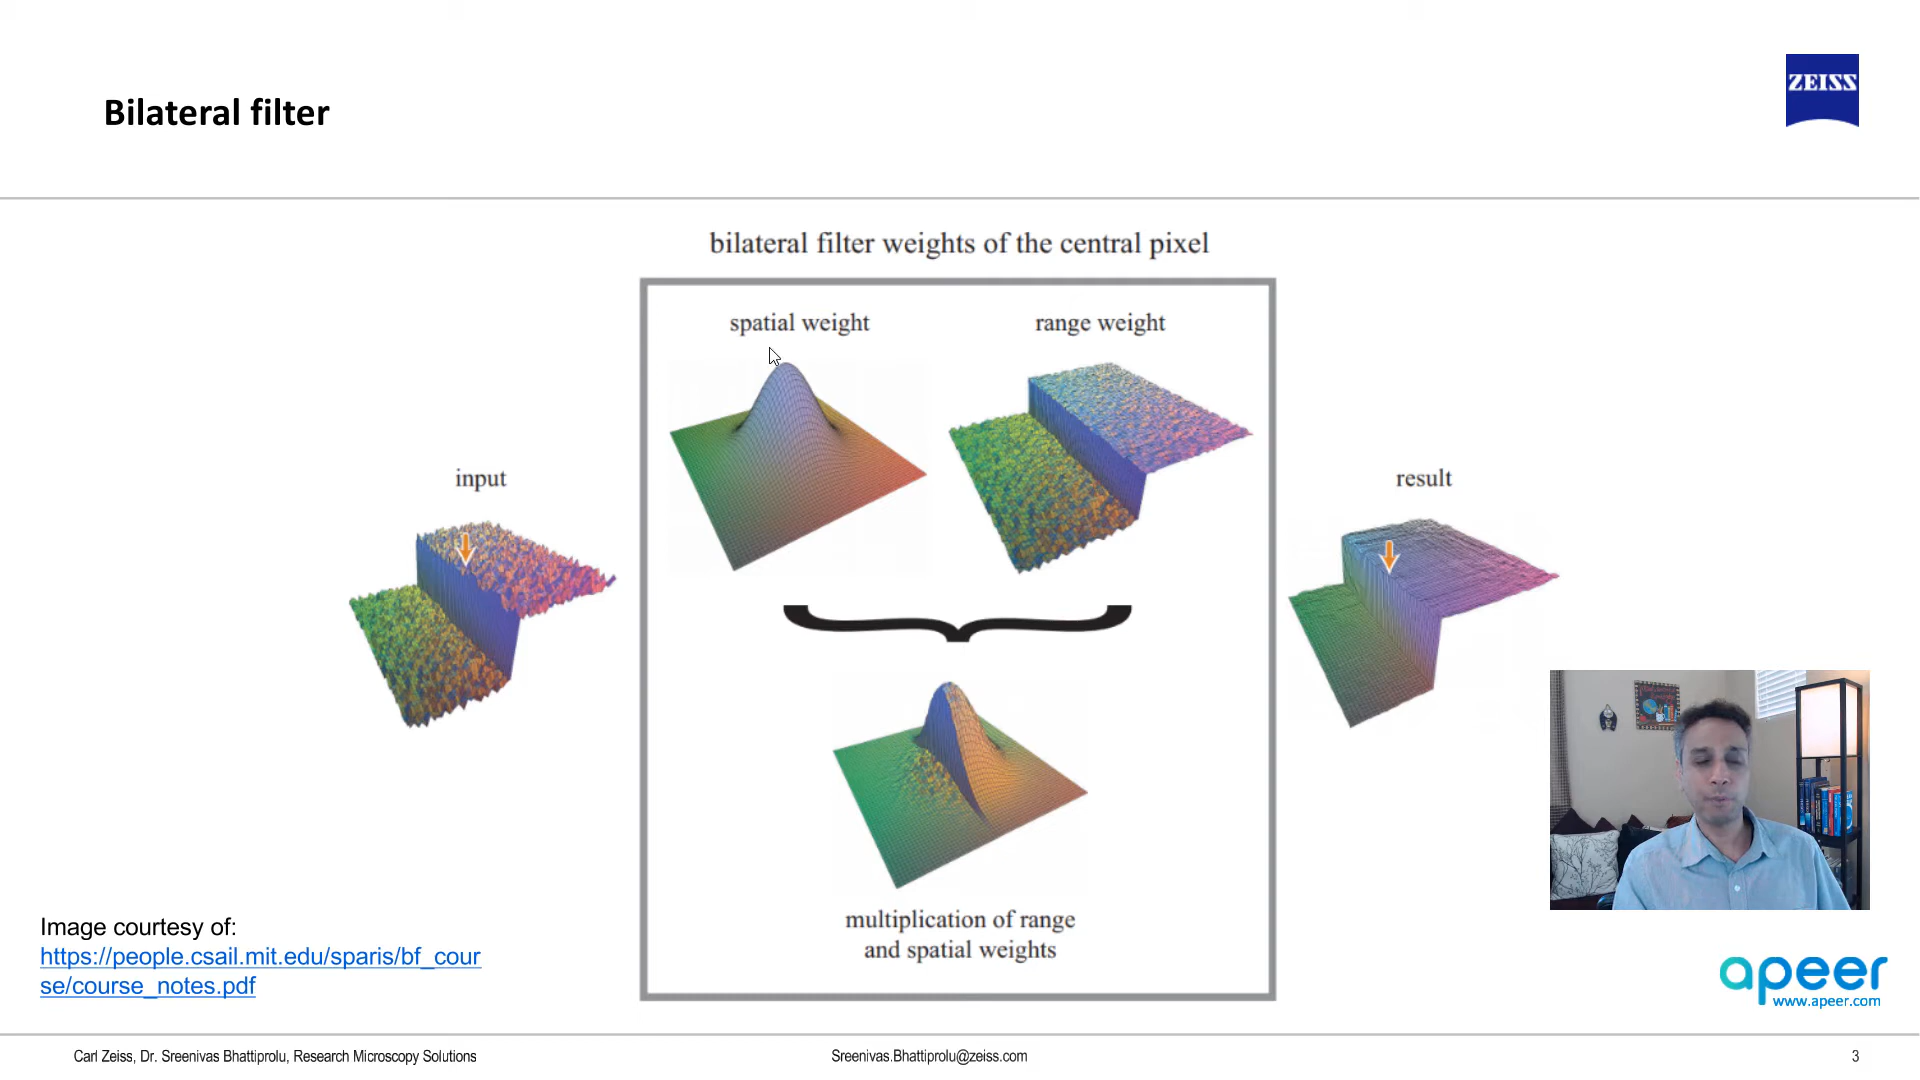 Bilateral filter
ZEISS
bilateral filter weights of the central pixel
spatial weight
range weight
input
result
multiplication of range
and spatial weights
Image courtesy of:
https://people.csail.mit.edu/sparis/bf_cour
se/course_notes.pdf
apeer
www.apeer.com
Carl Zeiss, Dr. Sreenivas Bhattiprolu, Research Microscopy Solutions
Sreenivas.Bhattiprolu@zeiss.com
3